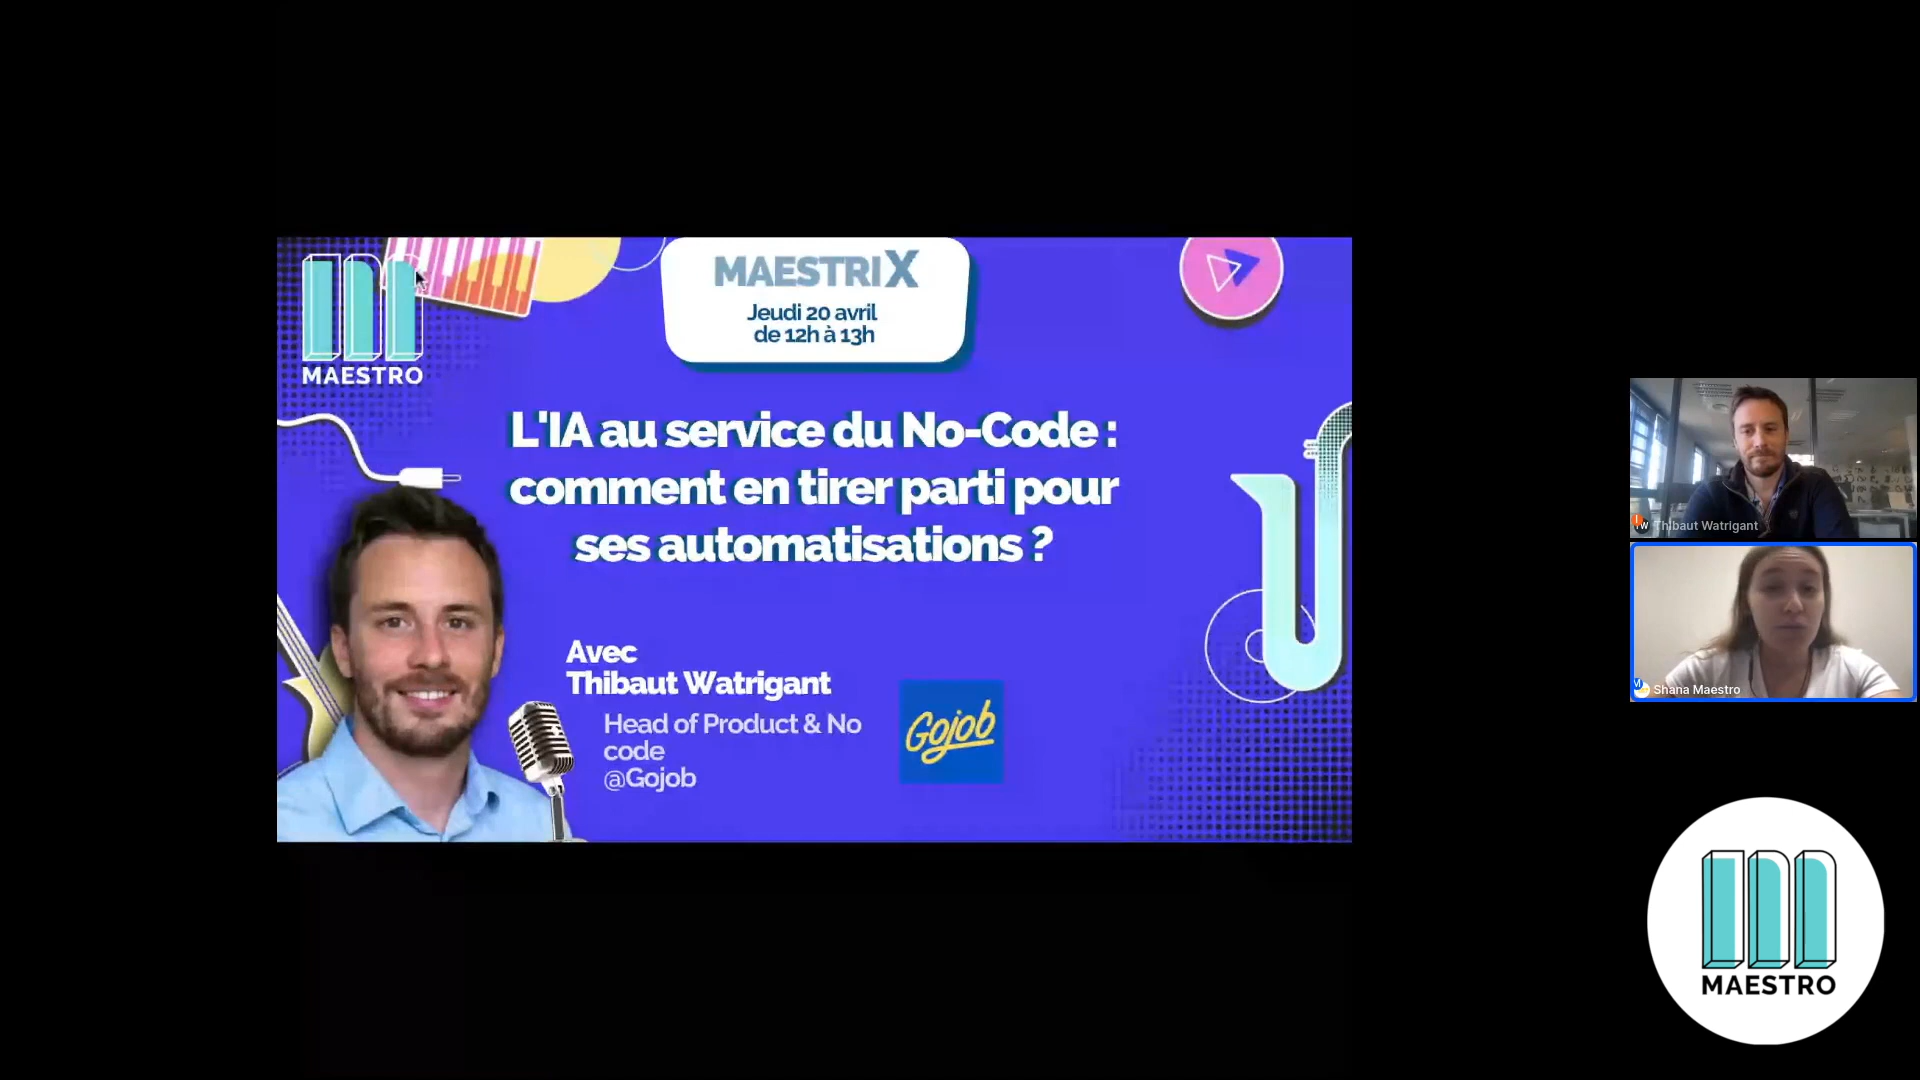 MAESTRO
MAESTRIX
Jeudi 20 avril
de 12h à 13h
L'IA au service du No-Code :
comment en tirer parti pour
ses automatisations ?
Avec
Thibaut Watrigant
Head of Product & No
code
@Gojob
Gojob
TW Thibaut Watrigant
Shana Maestro
MAESTRO